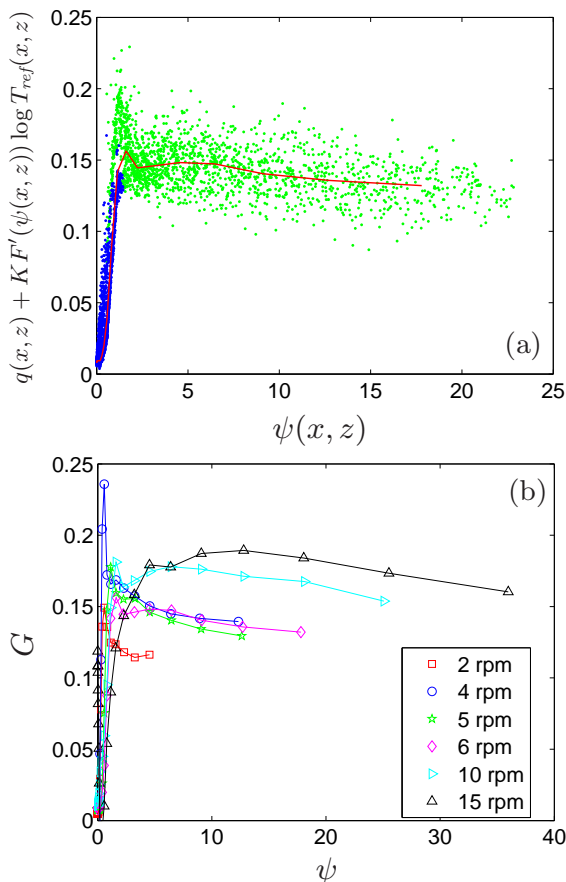 q(x, z) + KF′(ψ(x, z)) log T_ref(x, z)
0.25
0.2
0.15
0.1
0.05
0
(a)
0 5 10 15 20 25
ψ(x, z)
0.25
0.2
0.15
0.1
0.05
0
G
(b)
2 rpm
4 rpm
5 rpm
6 rpm
10 rpm
15 rpm
0 10 20 30 40
ψ